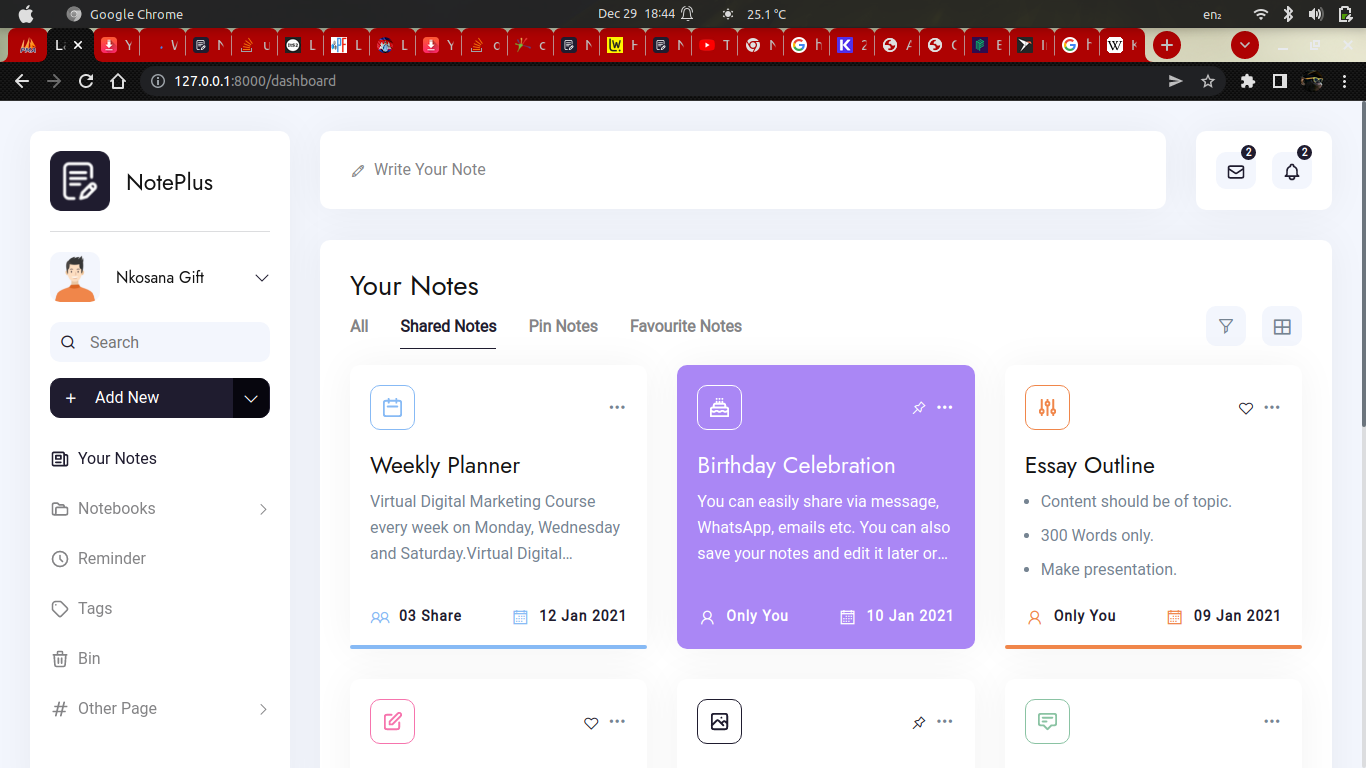 Google Chrome
Dec 29 18:44
25.1 °C
en₂
127.0.0.1:8000/dashboard
NotePlus
Write Your Note
2
2
Nkosana Gift
Search
+ Add New
Your Notes
Notebooks
Reminder
Tags
Bin
Other Page
Your Notes
All
Shared Notes
Pin Notes
Favourite Notes
Weekly Planner
Virtual Digital Marketing Course
every week on Monday, Wednesday
and Saturday.Virtual Digital...
03 Share
12 Jan 2021
Birthday Celebration
You can easily share via message,
WhatsApp, emails etc. You can also
save your notes and edit it later or...
Only You
10 Jan 2021
Essay Outline
• Content should be of topic.
• 300 Words only.
• Make presentation.
Only You
09 Jan 2021